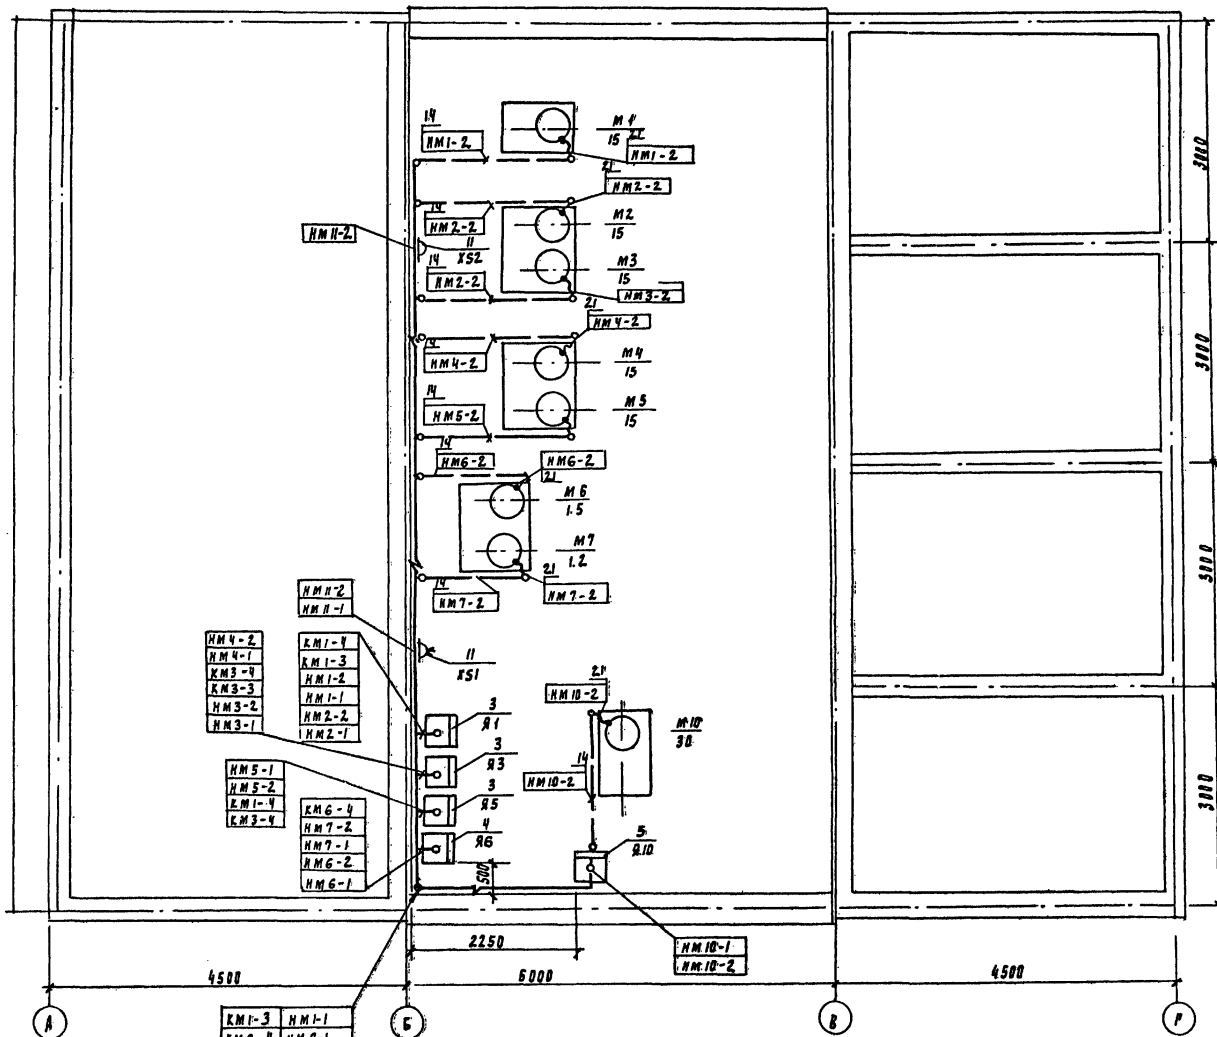 14
НМ1-2
М1
15
21
НМ1-2
21
НМ2-2
14
НМ2-2
М2
15
НМ11-2
11
XS2
14
НМ2-2
М3
15
НМ3-2
21
НМ4-2
14
НМ4-2
М4
15
14
НМ5-2
М5
15
14
НМ6-2
НМ6-2
21
М6
1.5
М7
1.2
14
НМ7-2
21
НМ7-2
НМ11-2
НМ11-1
11
XS1
НМ4-2
НМ4-1
КМ3-4
КМ3-3
НМ3-2
НМ3-1
КМ1-4
КМ1-3
НМ1-2
НМ1-1
НМ2-2
НМ2-1
3
Я1
3
Я3
3
Я5
4
Я6
НМ5-1
НМ5-2
КМ1-4
КМ3-4
КМ6-4
НМ7-2
НМ7-1
НМ6-2
НМ6-1
21
НМ10-2
М10
30
14
НМ10-2
5
Я10
500
2250
НМ10-1
НМ10-2
3000
3000
3000
3000
4500
6000
4500
А
Б
В
Г
КМ1-3 НМ1-1